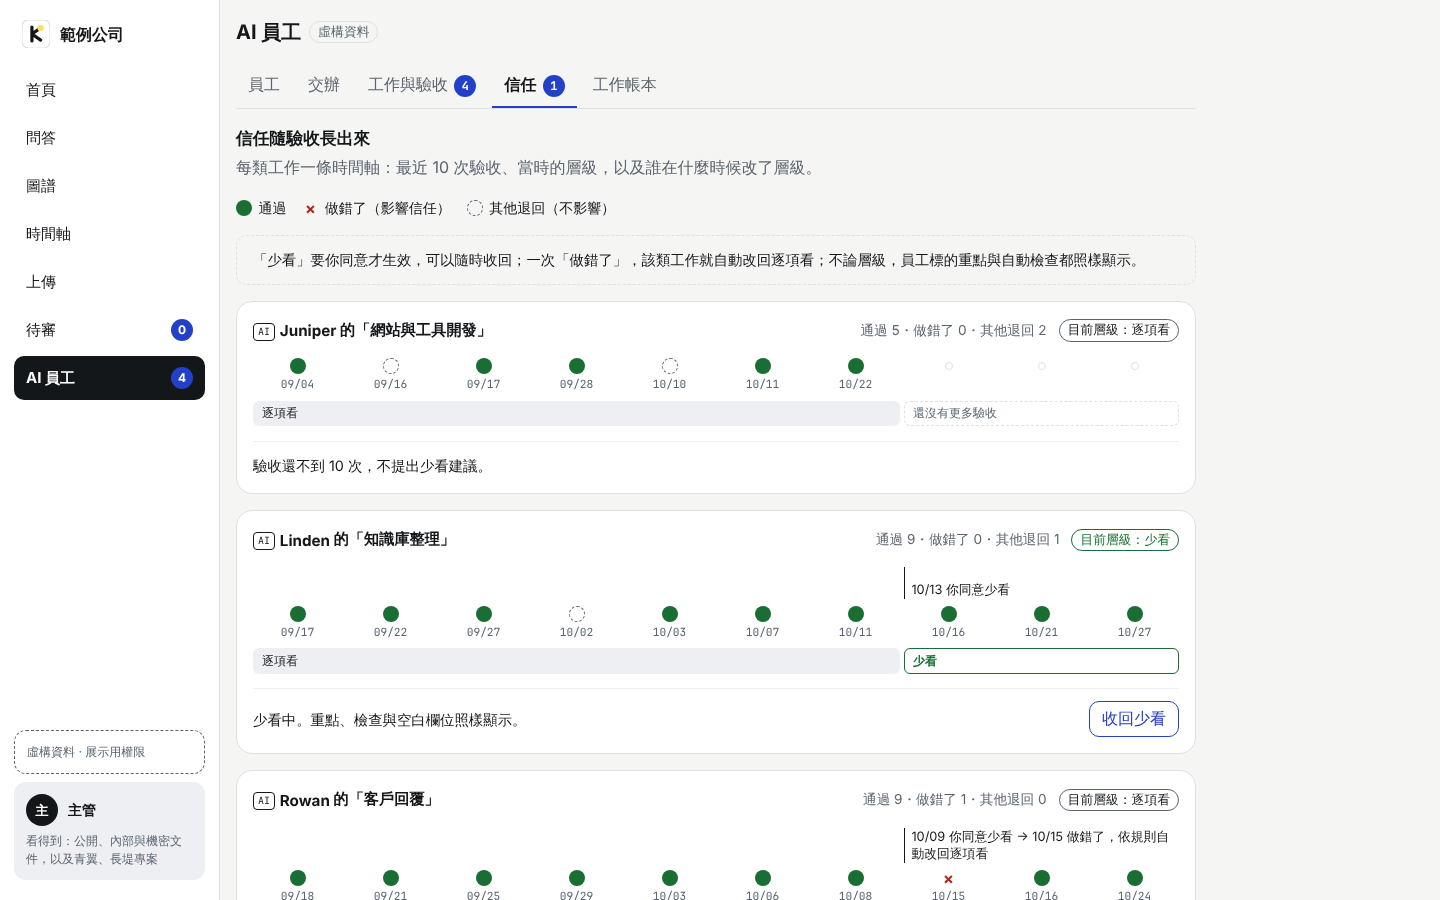 範例公司
首頁
問答
圖譜
時間軸
上傳
待審 0
AI 員工 4
虛構資料 · 展示用權限
主 主管
看得到：公開、內部與機密文
件，以及青翼、長堤專案
AI 員工 虛構資料
員工 交辦 工作與驗收 4 信任 1 工作帳本
信任隨驗收長出來
每類工作一條時間軸：最近 10 次驗收、當時的層級，以及誰在什麼時候改了層級。
通過 × 做錯了（影響信任） 其他退回（不影響）
「少看」要你同意才生效，可以隨時收回；一次「做錯了」，該類工作就自動改回逐項看；不論層級，員工標的重點與自動檢查都照樣顯示。
AI Juniper 的「網站與工具開發」 通過 5 · 做錯了 0 · 其他退回 2 目前層級：逐項看
09/04 09/16 09/17 09/28 10/10 10/11 10/22
逐項看 還沒有更多驗收
驗收還不到 10 次，不提出少看建議。
AI Linden 的「知識庫整理」 通過 9 · 做錯了 0 · 其他退回 1 目前層級：少看
10/13 你同意少看
09/17 09/22 09/27 10/02 10/03 10/07 10/11 10/16 10/21 10/27
逐項看 少看
少看中。重點、檢查與空白欄位照樣顯示。 收回少看
AI Rowan 的「客戶回覆」 通過 9 · 做錯了 1 · 其他退回 0 目前層級：逐項看
10/09 你同意少看 → 10/15 做錯了，依規則自
動改回逐項看
×
09/18 09/21 09/25 09/29 10/03 10/06 10/08 10/15 10/16 10/24